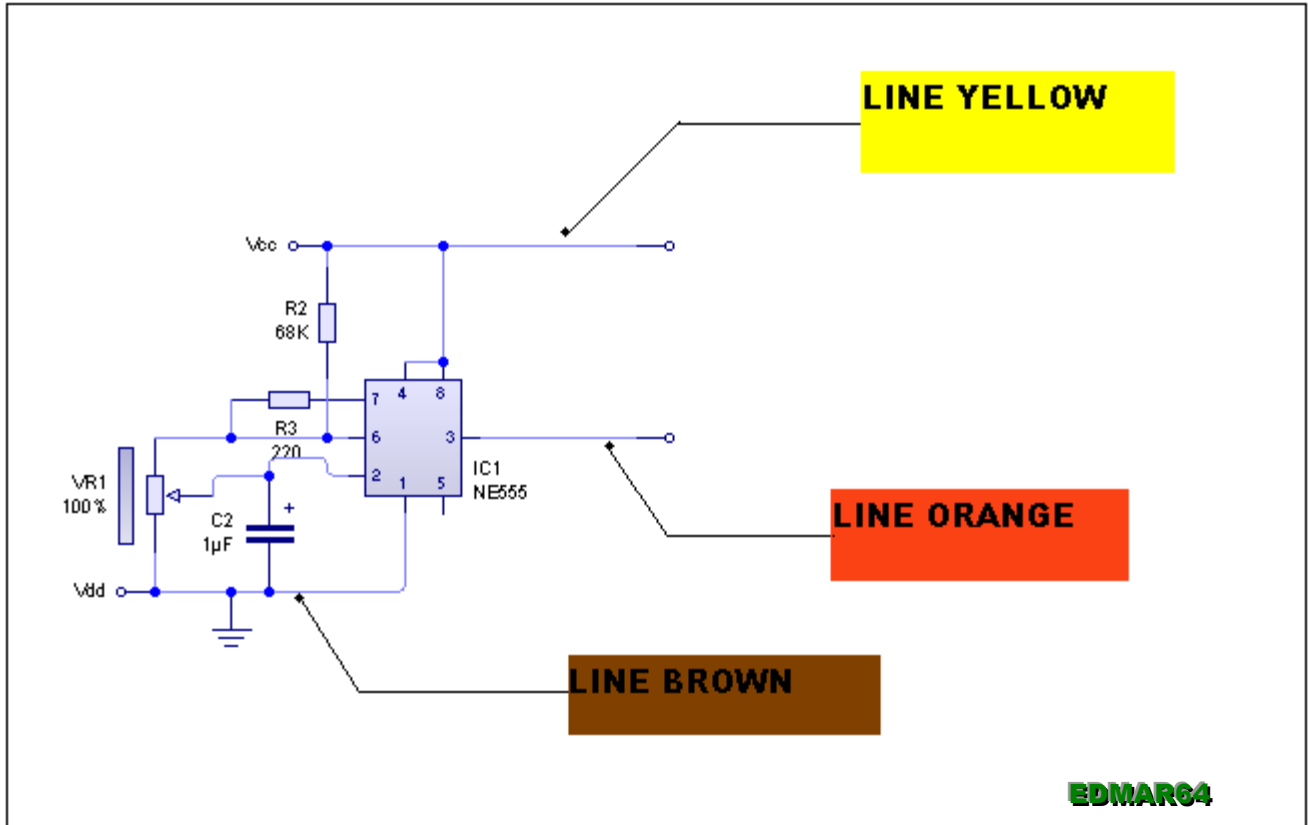 LINE YELLOW
Vcc
R2
68K
7
4
8
R3
220
6
3
2
1
5
IC1
NE555
VR1
100%
C2
1µF
+
LINE ORANGE
Vdd
LINE BROWN
EDMAR64